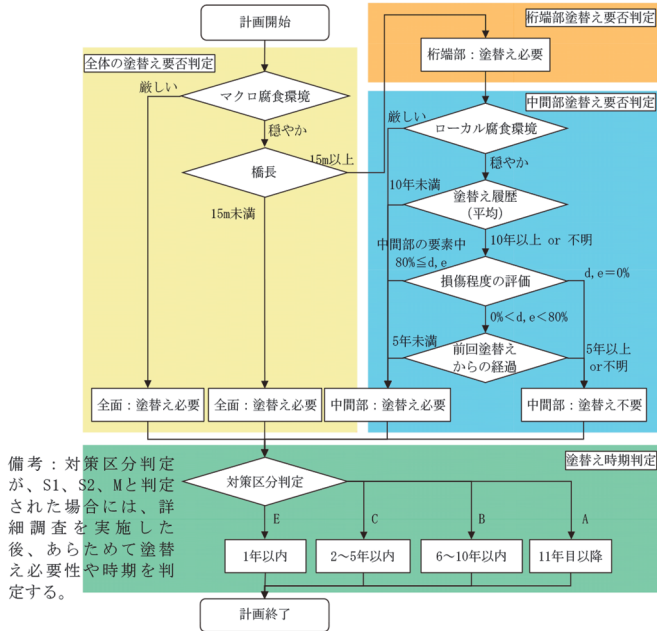 計画開始
桁端部塗替え要否判定
桁端部：塗替え必要
全体の塗替え要否判定
厳しい
マクロ腐食環境
穏やか
橋長
15m以上
15m未満
中間部塗替え要否判定
厳しい
ローカル腐食環境
穏やか
10年未満
塗替え履歴
（平均）
10年以上 or 不明
中間部の要素中
80%≦d,e
損傷程度の評価
d,e＝0%
0%＜d,e＜80%
5年未満
前回塗替え
からの経過
5年以上
or不明
全面：塗替え必要
全面：塗替え必要
中間部：塗替え必要
中間部：塗替え不要
塗替え時期判定
対策区分判定
E
C
B
A
1年以内
2～5年以内
6～10年以内
11年目以降
計画終了
備考：対策区分判定
が、S1、S2、Mと判定
された場合には、詳
細調査を実施した
後、あらためて塗替
え必要性や時期を判
定する。